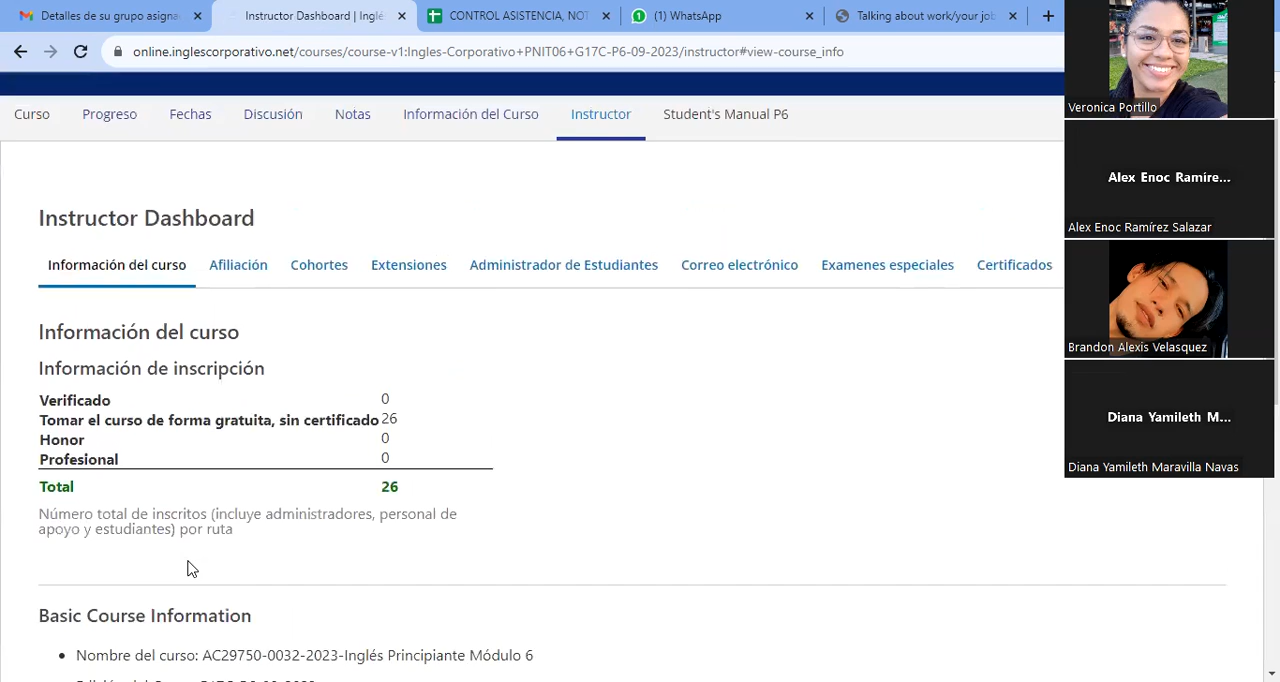 Detalles de su grupo asigna
Instructor Dashboard | Inglé
CONTROL ASISTENCIA, NOT
(1) WhatsApp
Talking about work/your job
online.inglescorporativo.net/courses/course-v1:Ingles-Corporativo+PNIT06+G17C-P6-09-2023/instructor#view-course_info
Curso
Progreso
Fechas
Discusión
Notas
Información del Curso
Instructor
Student's Manual P6
Instructor Dashboard
Información del curso
Afiliación
Cohortes
Extensiones
Administrador de Estudiantes
Correo electrónico
Examenes especiales
Certificados
Información del curso
Información de inscripción
Verificado 0
Tomar el curso de forma gratuita, sin certificado 26
Honor 0
Profesional 0
Total 26
Número total de inscritos (incluye administradores, personal de
apoyo y estudiantes) por ruta
Basic Course Information
Nombre del curso: AC29750-0032-2023-Inglés Principiante Módulo 6
Veronica Portillo
Alex Enoc Ramíre...
Alex Enoc Ramírez Salazar
Brandon Alexis Velasquez
Diana Yamileth M...
Diana Yamileth Maravilla Navas